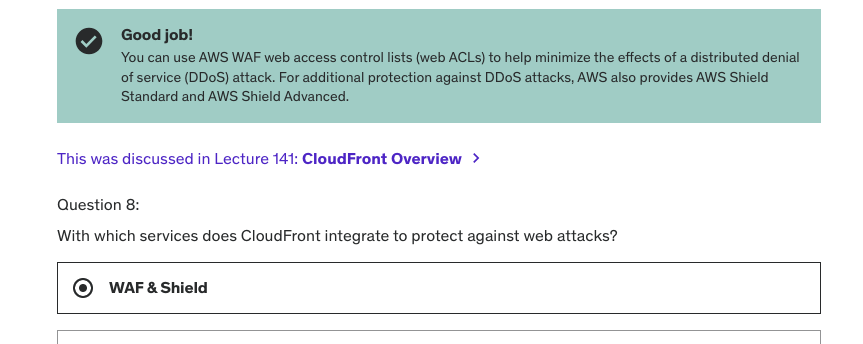 Good job!
You can use AWS WAF web access control lists (web ACLs) to help minimize the effects of a distributed denial
of service (DDoS) attack. For additional protection against DDoS attacks, AWS also provides AWS Shield
Standard and AWS Shield Advanced.
This was discussed in Lecture 141: CloudFront Overview >
Question 8:
With which services does CloudFront integrate to protect against web attacks?
WAF & Shield